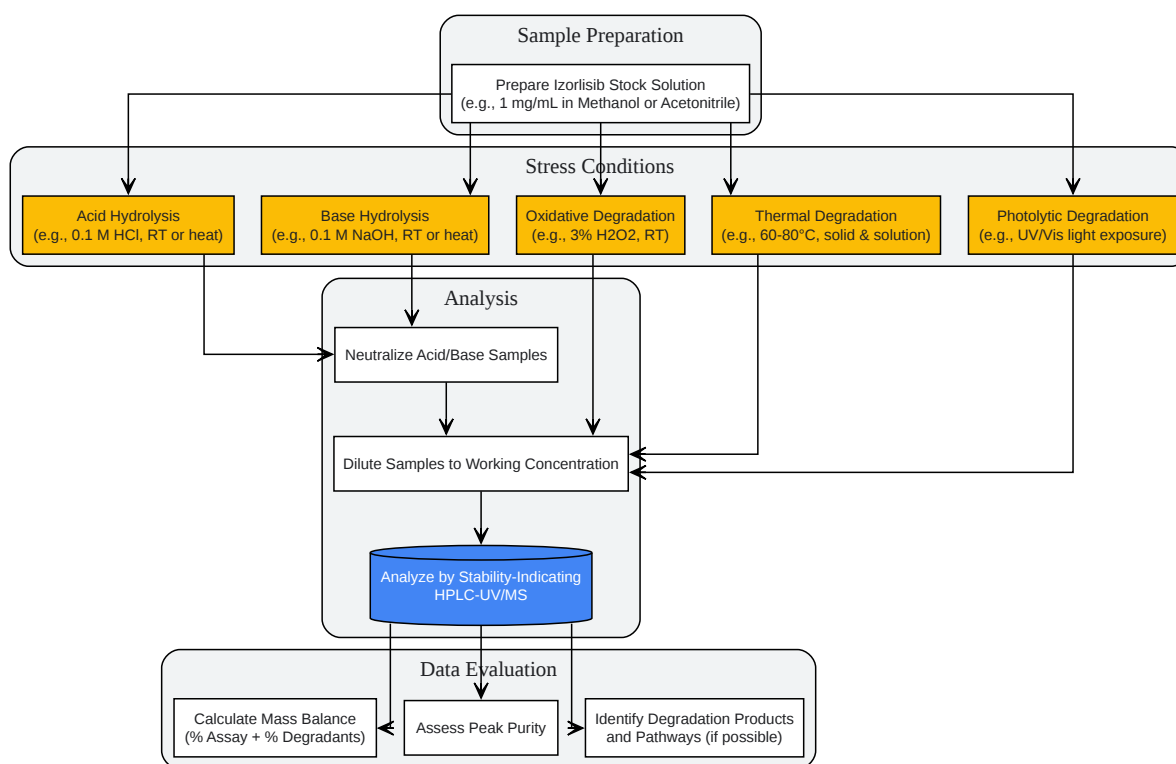 Sample Preparation
Prepare Izorlisib Stock Solution
(e.g., 1 mg/mL in Methanol or Acetonitrile)
Stress Conditions
Acid Hydrolysis
(e.g., 0.1 M HCl, RT or heat)
Base Hydrolysis
(e.g., 0.1 M NaOH, RT or heat)
Oxidative Degradation
(e.g., 3% H2O2, RT)
Thermal Degradation
(e.g., 60-80°C, solid & solution)
Photolytic Degradation
(e.g., UV/Vis light exposure)
Analysis
Neutralize Acid/Base Samples
Dilute Samples to Working Concentration
Analyze by Stability-Indicating
HPLC-UV/MS
Data Evaluation
Calculate Mass Balance
(% Assay + % Degradants)
Assess Peak Purity
Identify Degradation Products
and Pathways (if possible)